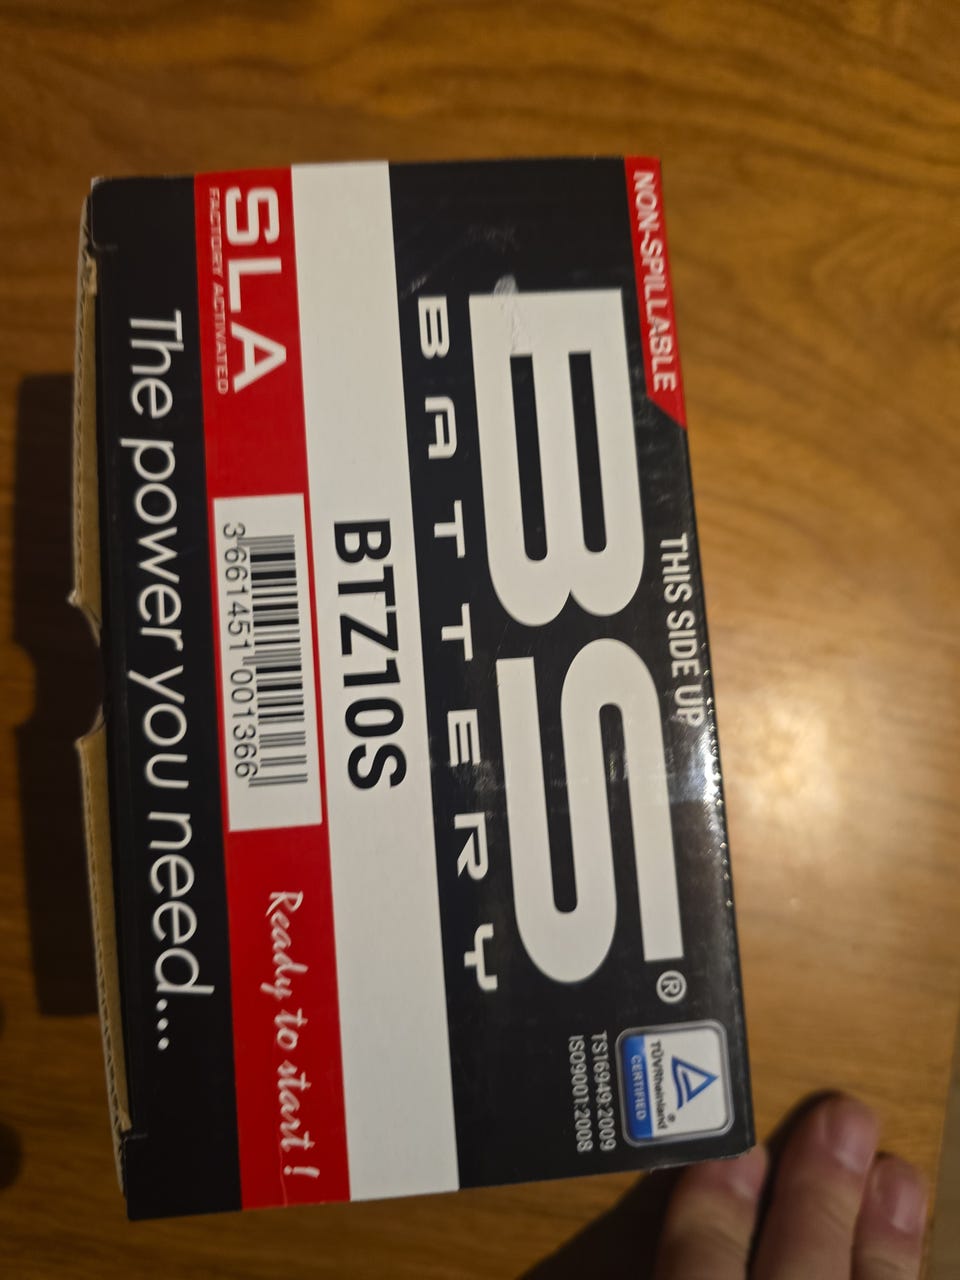 NON-SPILLABLE
THIS SIDE UP
BS®
BATTERY
TÜVRheinland®
CERTIFIED
TS16949:2009
ISO9001:2008
BTZ10S
SLA
FACTORY ACTIVATED
3 661451 001366
Ready to start !
The power you need...